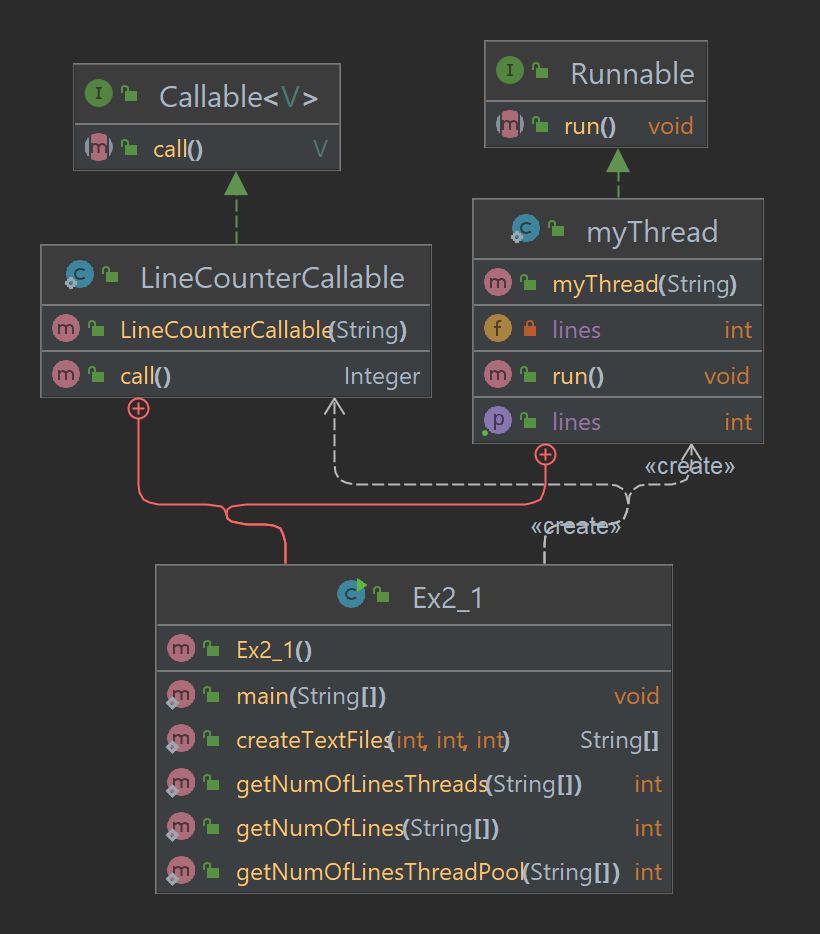 I Callable<V>
m call() V
I Runnable
m run() void
C LineCounterCallable
m LineCounterCallable(String)
m call() Integer
C myThread
m myThread(String)
f lines int
m run() void
p lines int
«create»
«create»
C Ex2_1
m Ex2_1()
m main(String[]) void
m createTextFiles(int, int, int) String[]
m getNumOfLinesThreads(String[]) int
m getNumOfLines(String[]) int
m getNumOfLinesThreadPool(String[]) int